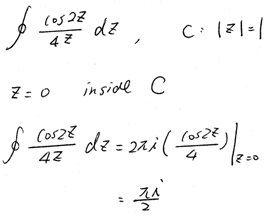 ∮ cos2z/4z dz , C: |z|=1
z=0 inside C
∮ cos2z/4z dz = 2πi (cos2z/4)|z=0
= πi/2